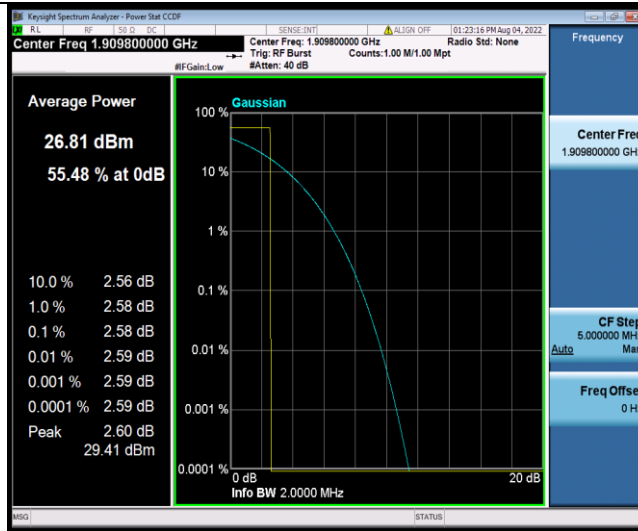 Keysight Spectrum Analyzer - Power Stat CCDF
RL RF 50 Ω DC SENSE:INT ALIGN OFF 01:23:16 PM Aug 04, 2022
Center Freq 1.909800000 GHz
Center Freq: 1.909800000 GHz Radio Std: None
Trig: RF Burst Counts:1.00 M/1.00 Mpt
#IFGain:Low #Atten: 40 dB
Frequency
Average Power
26.81 dBm
55.48 % at 0dB
10.0 % 2.56 dB
1.0 % 2.58 dB
0.1 % 2.58 dB
0.01 % 2.59 dB
0.001 % 2.59 dB
0.0001 % 2.59 dB
Peak 2.60 dB
29.41 dBm
Gaussian
100 %
10 %
1 %
0.1 %
0.01 %
0.001 %
0.0001 %
0 dB 20 dB
Info BW 2.0000 MHz
Center Fre
1.909800000 GH
CF Step
5.000000 MH
Auto Ma
Freq Offse
0 H
MSG STATUS